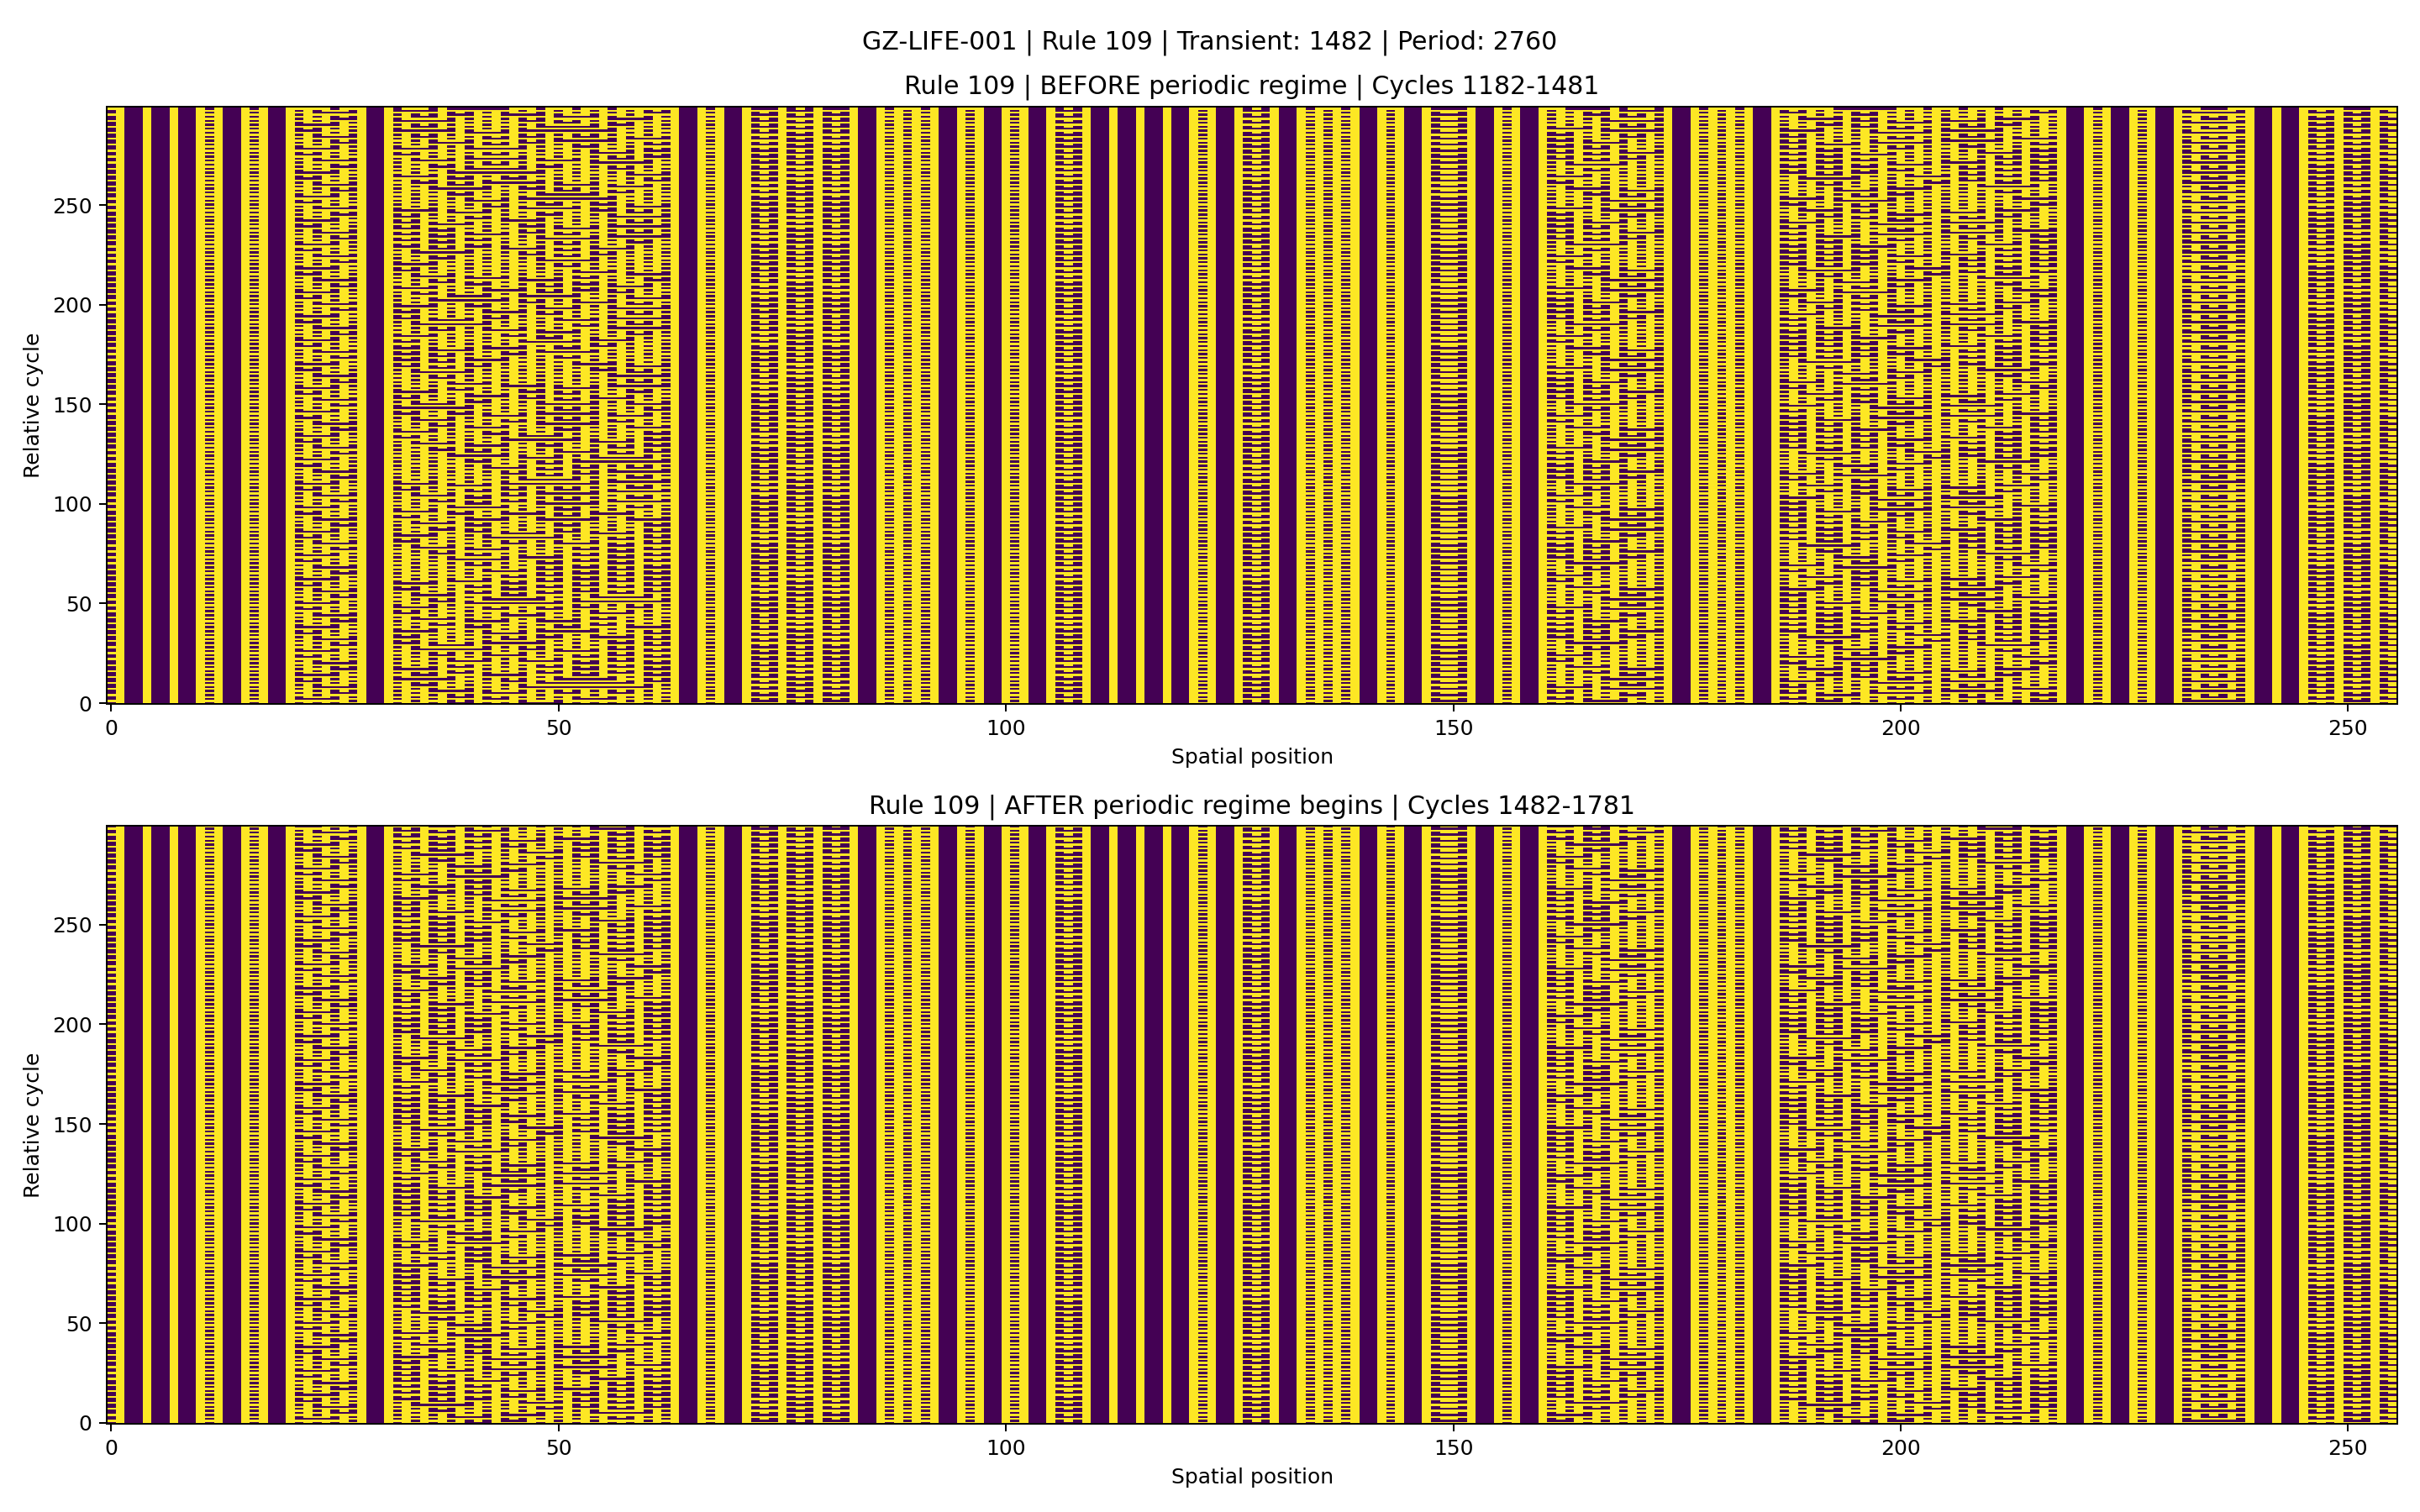 GZ-LIFE-001 | Rule 109 | Transient: 1482 | Period: 2760
Rule 109 | BEFORE periodic regime | Cycles 1182-1481
Relative cycle
250
200
150
100
50
0
0 50 100 150 200 250
Spatial position
Rule 109 | AFTER periodic regime begins | Cycles 1482-1781
Relative cycle
250
200
150
100
50
0
0 50 100 150 200 250
Spatial position